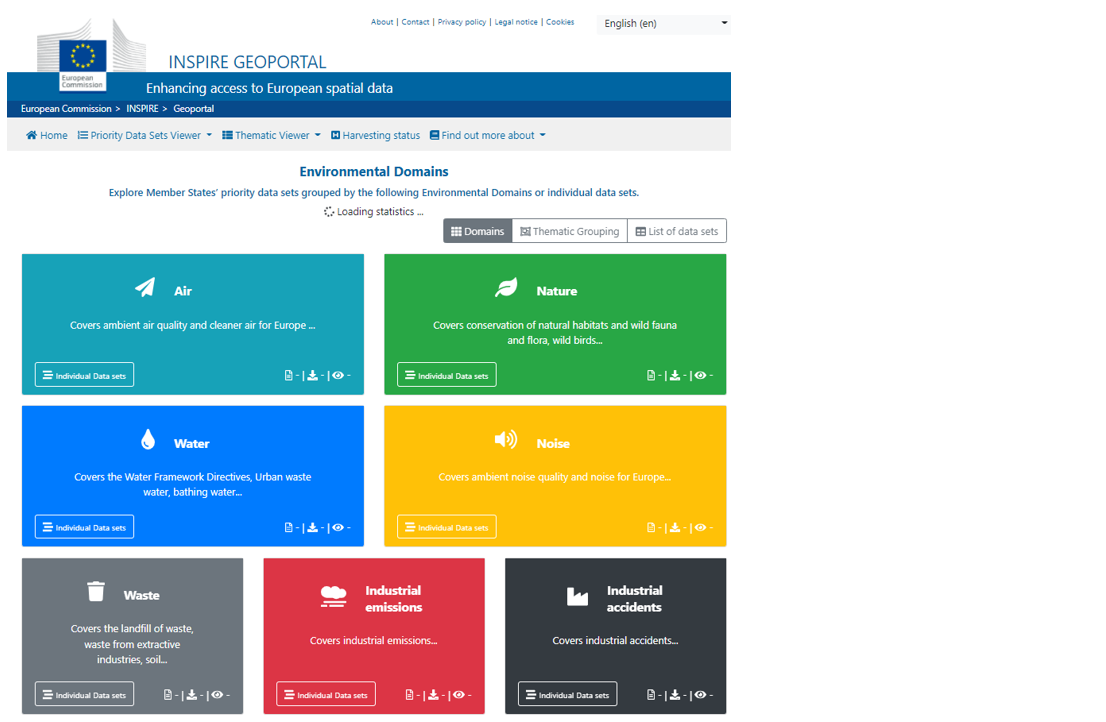 About | Contact | Privacy policy | Legal notice | Cookies
English (en)
European
Commission
INSPIRE GEOPORTAL
Enhancing access to European spatial data
European Commission > INSPIRE > Geoportal
Home Priority Data Sets Viewer Thematic Viewer Harvesting status Find out more about
Environmental Domains
Explore Member States' priority data sets grouped by the following Environmental Domains or individual data sets.
Loading statistics ...
Domains Thematic Grouping List of data sets
Air
Covers ambient air quality and cleaner air for Europe ...
Individual Data sets - | - | -
Nature
Covers conservation of natural habitats and wild fauna
and flora, wild birds...
Individual Data sets - | - | -
Water
Covers the Water Framework Directives, Urban waste
water, bathing water...
Individual Data sets - | - | -
Noise
Covers ambient noise quality and noise for Europe...
Individual Data sets - | - | -
Waste
Covers the landfill of waste,
waste from extractive
industries, soil...
Individual Data sets - | - | -
Industrial
emissions
Covers industrial emissions...
Individual Data sets - | - | -
Industrial
accidents
Covers industrial accidents...
Individual Data sets - | - | -